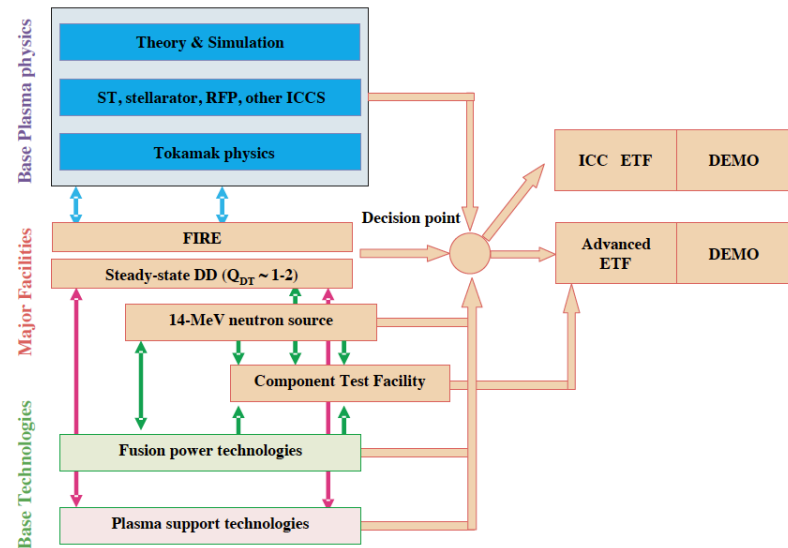 Base Plasma physics
Theory & Simulation
ST, stellarator, RFP, other ICCS
Tokamak physics
ICC ETF
DEMO
Decision point
Major Facilities
FIRE
Advanced
ETF
DEMO
Steady-state DD (Q_DT ~ 1-2)
14-MeV neutron source
Component Test Facility
Base Technologies
Fusion power technologies
Plasma support technologies